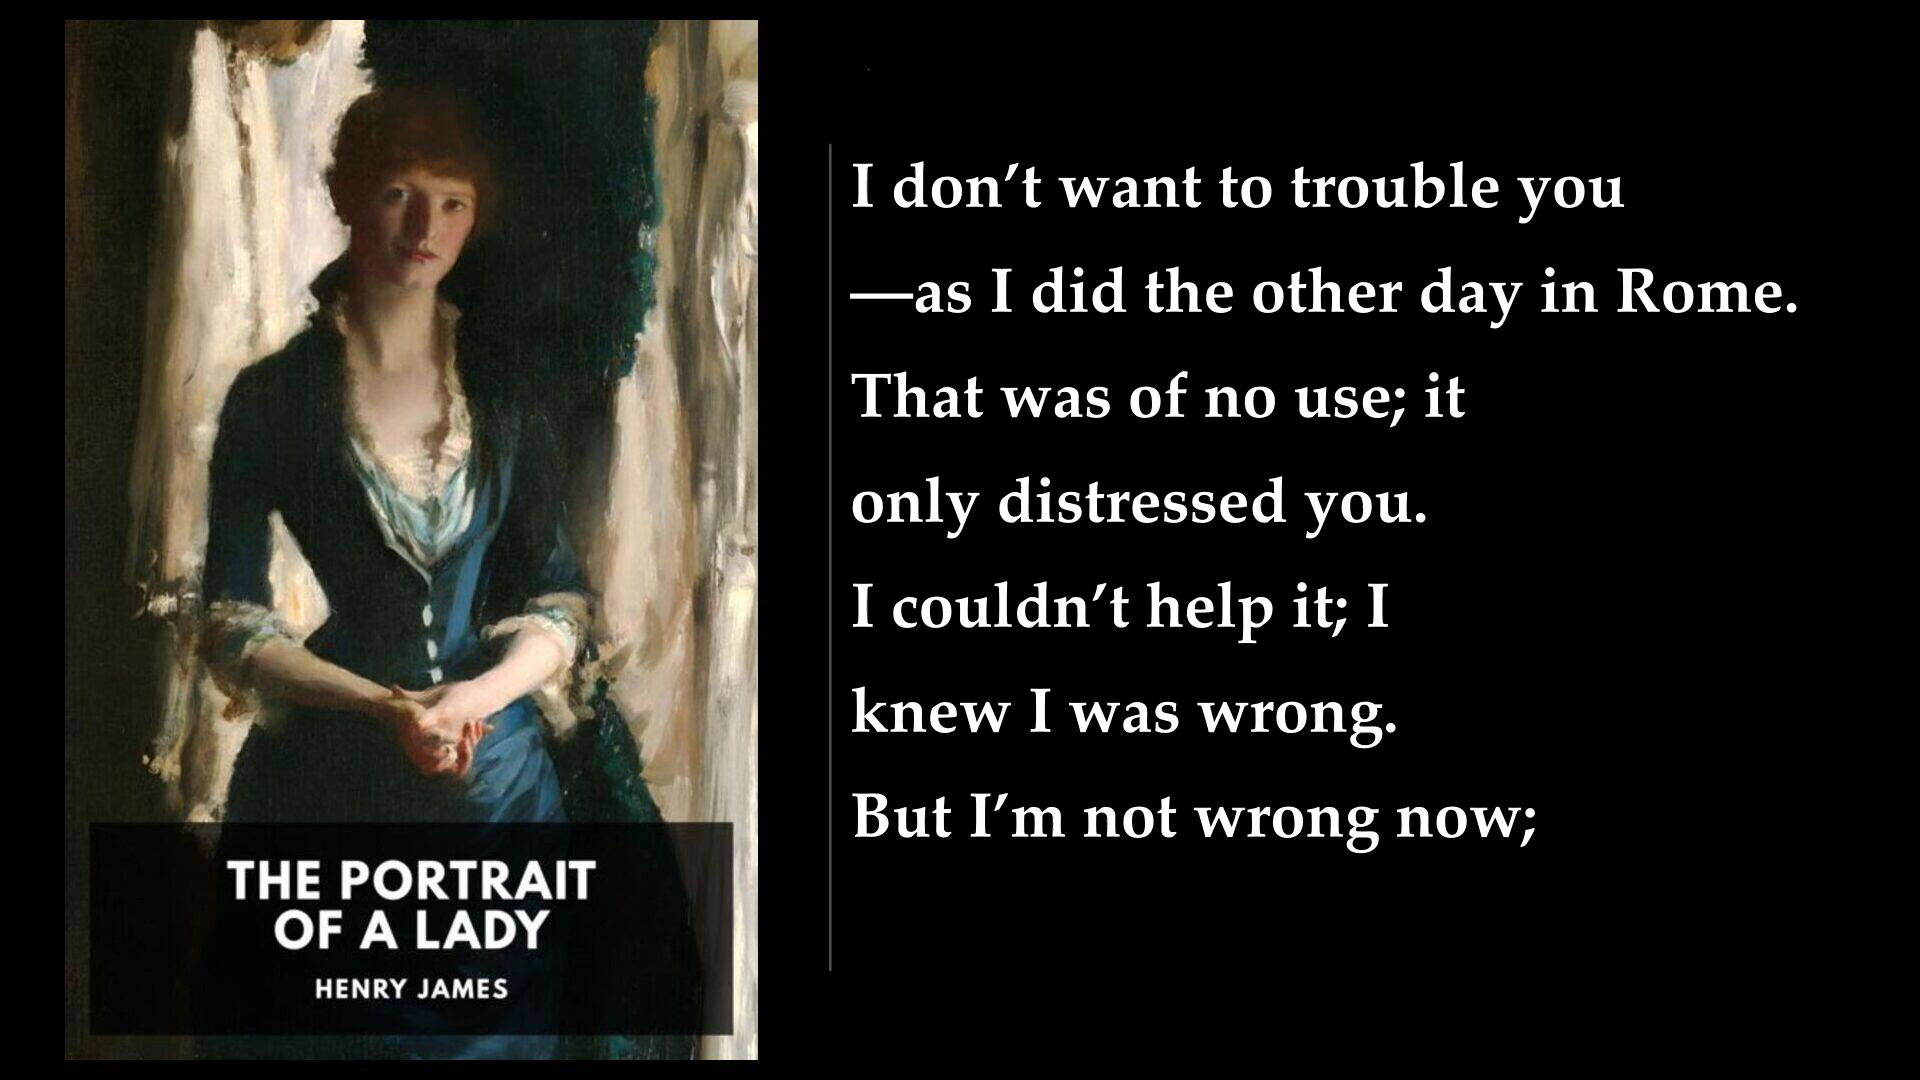 THE PORTRAIT
OF A LADY
HENRY JAMES
I don’t want to trouble you
—as I did the other day in Rome.
That was of no use; it
only distressed you.
I couldn’t help it; I
knew I was wrong.
But I’m not wrong now;